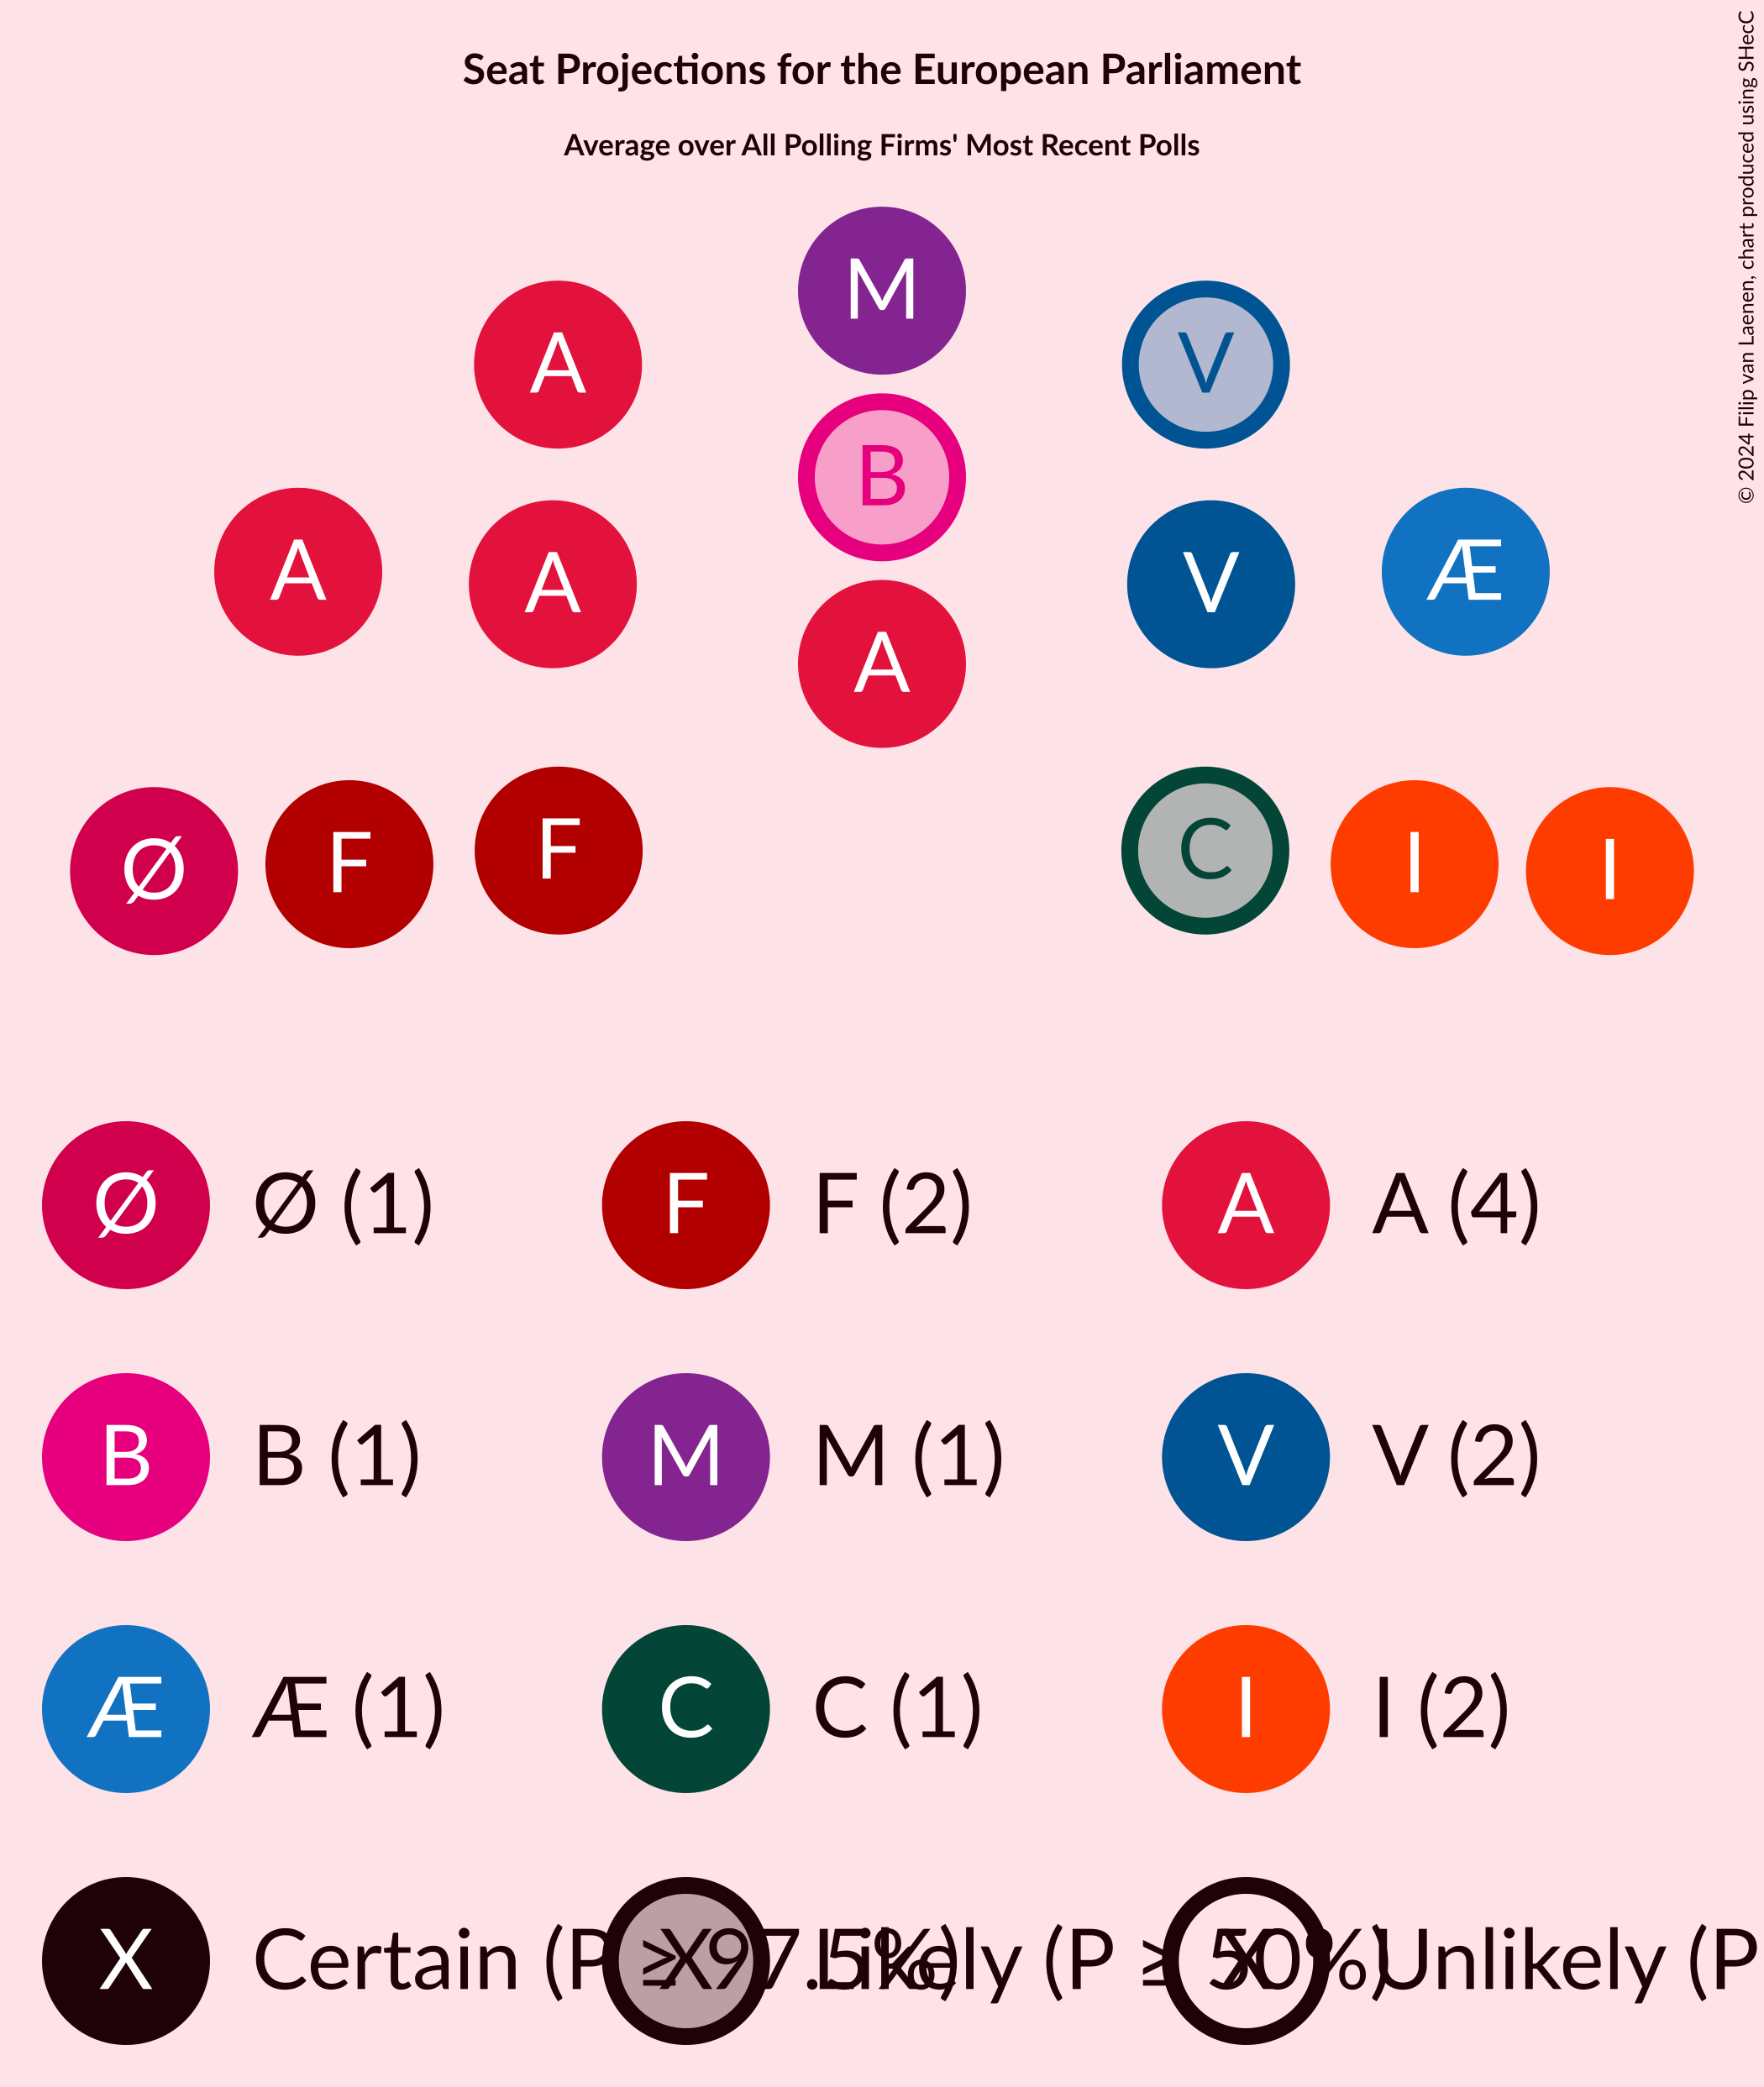 Seat Projections for the European Parliament
Average over All Polling Firms' Most Recent Polls
© 2024 Filip van Laenen, chart produced using SHecC
M
A V
B
Ø F F A A A V C Æ I I
Ø Ø (1) F F (2) A A (4)
B B (1) M M (1) V V (2)
Æ Æ (1) C C (1) I I (2)
X Certain (P ≥ 97.5%) X Likely (P ≥ 50%) X Unlikely (P